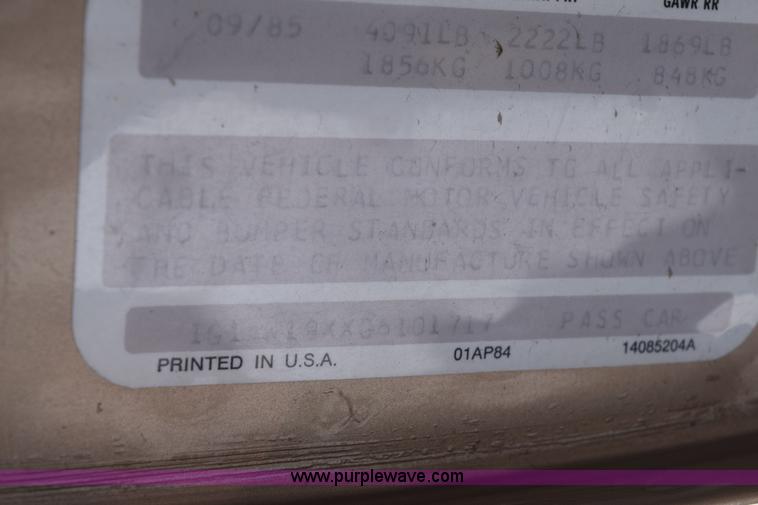 GAWR RR
09/85 4091LB 2222LB 1869LB
1856KG 1008KG 848KG
THIS VEHICLE CONFORMS TO ALL APPLI-
CABLE FEDERAL MOTOR VEHICLE SAFETY
AND BUMPER STANDARDS IN EFFECT ON
THE DATE OF MANUFACTURE SHOWN ABOVE
PASS CAR
PRINTED IN U.S.A. 01AP84 14085204A
www.purplewave.com